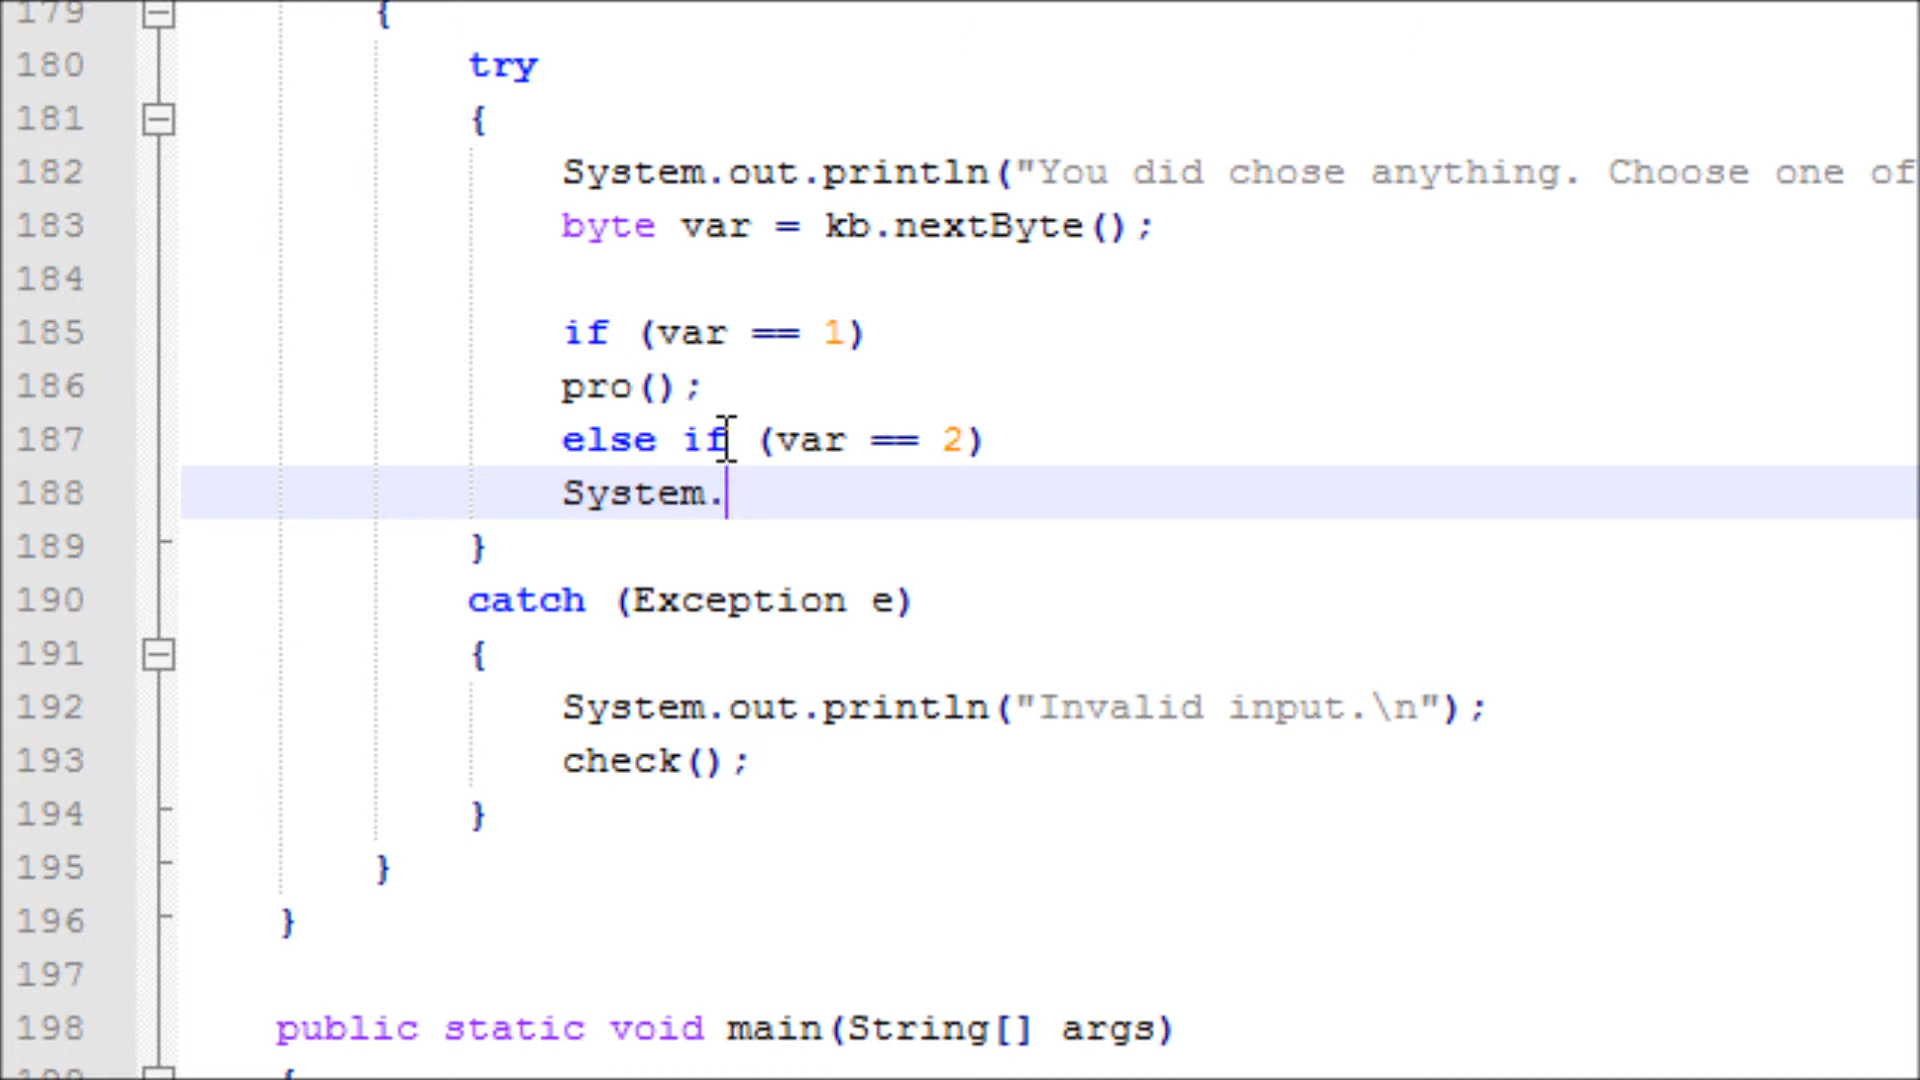 179 {
180 try
181 {
182 System.out.println("You did chose anything. Choose one of
183 byte var = kb.nextByte();
184
185 if (var == 1)
186 pro();
187 else if (var == 2)
188 System.
189 }
190 catch (Exception e)
191 {
192 System.out.println("Invalid input.\n");
193 check();
194 }
195 }
196 }
197
198 public static void main(String[] args)
199 {